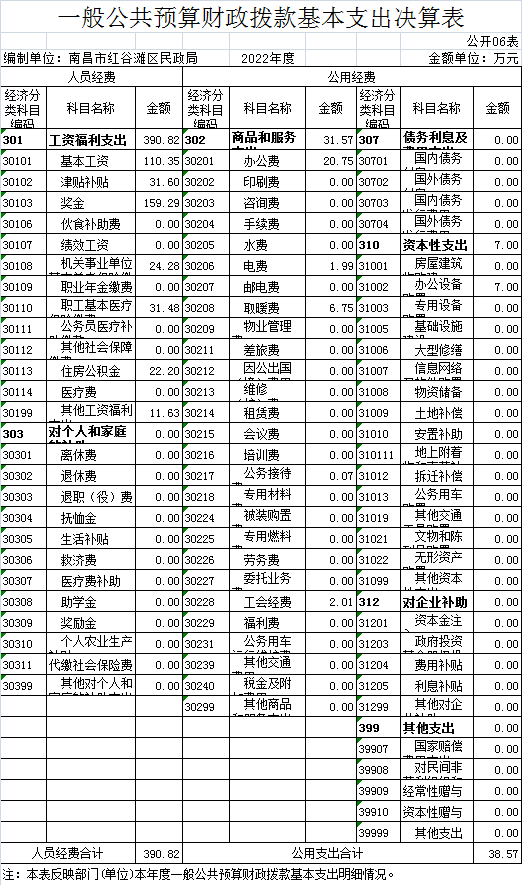 一般公共预算财政拨款基本支出决算表
公开06表
编制单位：南昌市红谷滩区民政局 2022年度 金额单位：万元
人员经费 公用经费
经济分类科目编码 科目名称 金额 经济分类科目编码 科目名称 金额 经济分类科目编码 科目名称 金额
301 工资福利支出 390.82 302 商品和服务 31.57 307 债务利息及 0.00
30101 基本工资 110.35 30201 办公费 20.75 30701 国内债务 0.00
30102 津贴补贴 31.60 30202 印刷费 0.00 30702 国外债务 0.00
30103 奖金 159.29 30203 咨询费 0.00 30703 国内债务 0.00
30106 伙食补助费 0.00 30204 手续费 0.00 30704 国外债务 0.00
30107 绩效工资 0.00 30205 水费 0.00 310 资本性支出 7.00
30108 机关事业单位 24.28 30206 电费 1.99 31001 房屋建筑 0.00
30109 职业年金缴费 0.00 30207 邮电费 0.00 31002 办公设备 7.00
30110 职工基本医疗 31.48 30208 取暖费 6.75 31003 专用设备 0.00
30111 公务员医疗补 0.00 30209 物业管理 0.00 31005 基础设施 0.00
30112 其他社会保障 0.00 30211 差旅费 0.00 31006 大型修缮 0.00
30113 住房公积金 22.20 30212 因公出国 0.00 31007 信息网络 0.00
30114 医疗费 0.00 30213 维修 0.00 31008 物资储备 0.00
30199 其他工资福利 11.63 30214 租赁费 0.00 31009 土地补偿 0.00
303 对个人和家庭 0.00 30215 会议费 0.00 31010 安置补助 0.00
30301 离休费 0.00 30216 培训费 0.00 310111 地上附着 0.00
30302 退休费 0.00 30217 公务接待 0.07 31012 拆迁补偿 0.00
30303 退职（役）费 0.00 30218 专用材料 0.00 31013 公务用车 0.00
30304 抚恤金 0.00 30224 被装购置 0.00 31019 其他交通 0.00
30305 生活补贴 0.00 30225 专用燃料 0.00 31021 文物和陈 0.00
30306 救济费 0.00 30226 劳务费 0.00 31022 无形资产 0.00
30307 医疗费补助 0.00 30227 委托业务 0.00 31099 其他资本 0.00
30308 助学金 0.00 30228 工会经费 2.01 312 对企业补助 0.00
30309 奖励金 0.00 30229 福利费 0.00 31201 资本金注 0.00
30310 个人农业生产 0.00 30231 公务用车 0.00 31203 政府投资 0.00
30311 代缴社会保险费 0.00 30239 其他交通 0.00 31204 费用补贴 0.00
30399 其他对个人和 0.00 30240 税金及附 0.00 31205 利息补贴 0.00
30299 其他商品 0.00 31299 其他对企 0.00
399 其他支出 0.00
39907 国家赔偿 0.00
39908 对民间非 0.00
39909 经常性赠与 0.00
39910 资本性赠与 0.00
39999 其他支出 0.00
人员经费合计 390.82 公用支出合计 38.57
注：本表反映部门(单位)本年度一般公共预算财政拨款基本支出明细情况。